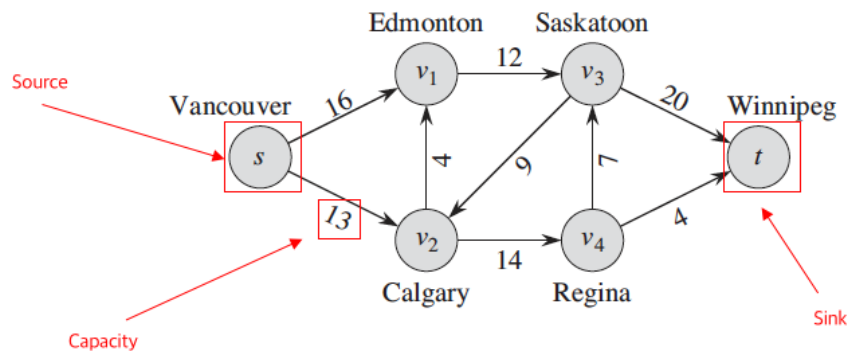 Edmonton
Saskatoon
Source
Vancouver
16
v1
12
v3
20
Winnipeg
s
4
9
7
t
13
v2
14
v4
4
Calgary
Regina
Capacity
Sink